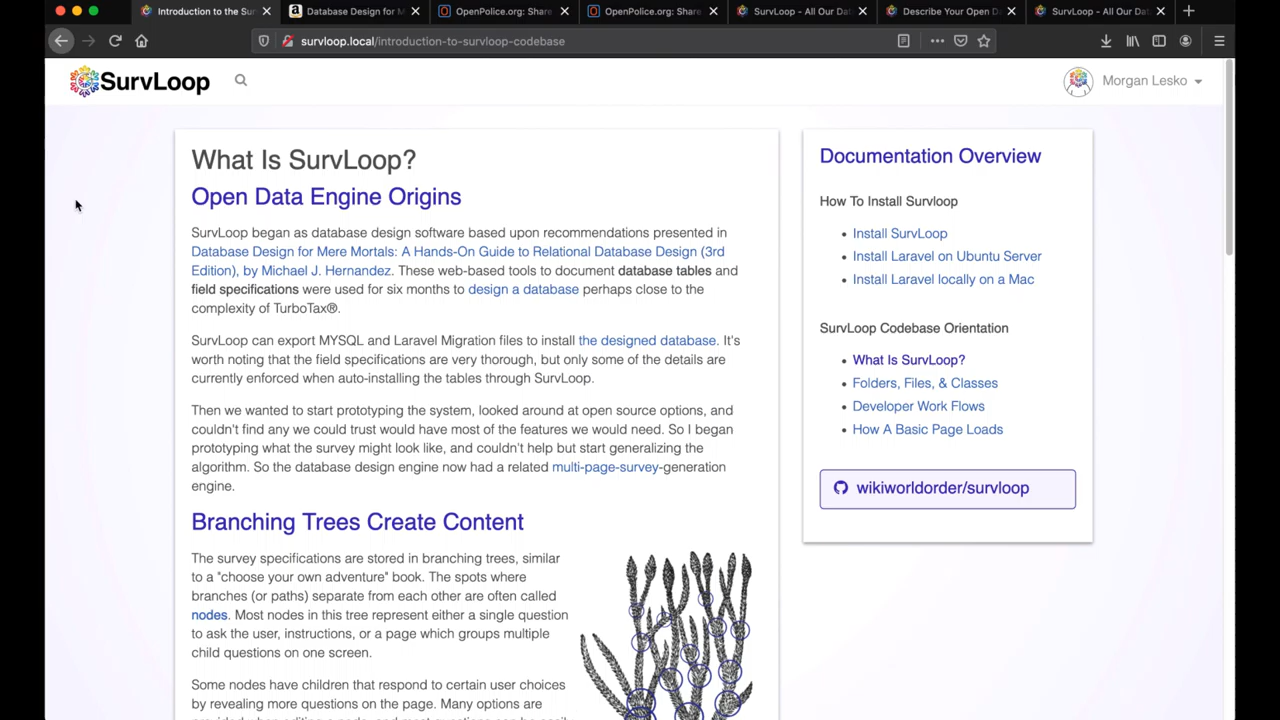 Introduction to the Sur
Database Design for M
OpenPolice.org: Share
OpenPolice.org: Share
SurvLoop - All Our Dat
Describe Your Open D
SurvLoop - All Our Dat
survloop.local/introduction-to-survloop-codebase
SurvLoop
Morgan Lesko
What Is SurvLoop?
Open Data Engine Origins
SurvLoop began as database design software based upon recommendations presented in
Database Design for Mere Mortals: A Hands-On Guide to Relational Database Design (3rd
Edition), by Michael J. Hernandez. These web-based tools to document database tables and
field specifications were used for six months to design a database perhaps close to the
complexity of TurboTax®.
SurvLoop can export MYSQL and Laravel Migration files to install the designed database. It's
worth noting that the field specifications are very thorough, but only some of the details are
currently enforced when auto-installing the tables through SurvLoop.
Then we wanted to start prototyping the system, looked around at open source options, and
couldn't find any we could trust would have most of the features we would need. So I began
prototyping what the survey might look like, and couldn't help but start generalizing the
algorithm. So the database design engine now had a related multi-page-survey-generation
engine.
Branching Trees Create Content
The survey specifications are stored in branching trees, similar
to a "choose your own adventure" book. The spots where
branches (or paths) separate from each other are often called
nodes. Most nodes in this tree represent either a single question
to ask the user, instructions, or a page which groups multiple
child questions on one screen.
Some nodes have children that respond to certain user choices
by revealing more questions on the page. Many options are
Documentation Overview
How To Install Survloop
Install SurvLoop
Install Laravel on Ubuntu Server
Install Laravel locally on a Mac
SurvLoop Codebase Orientation
What Is SurvLoop?
Folders, Files, & Classes
Developer Work Flows
How A Basic Page Loads
wikiworldorder/survloop